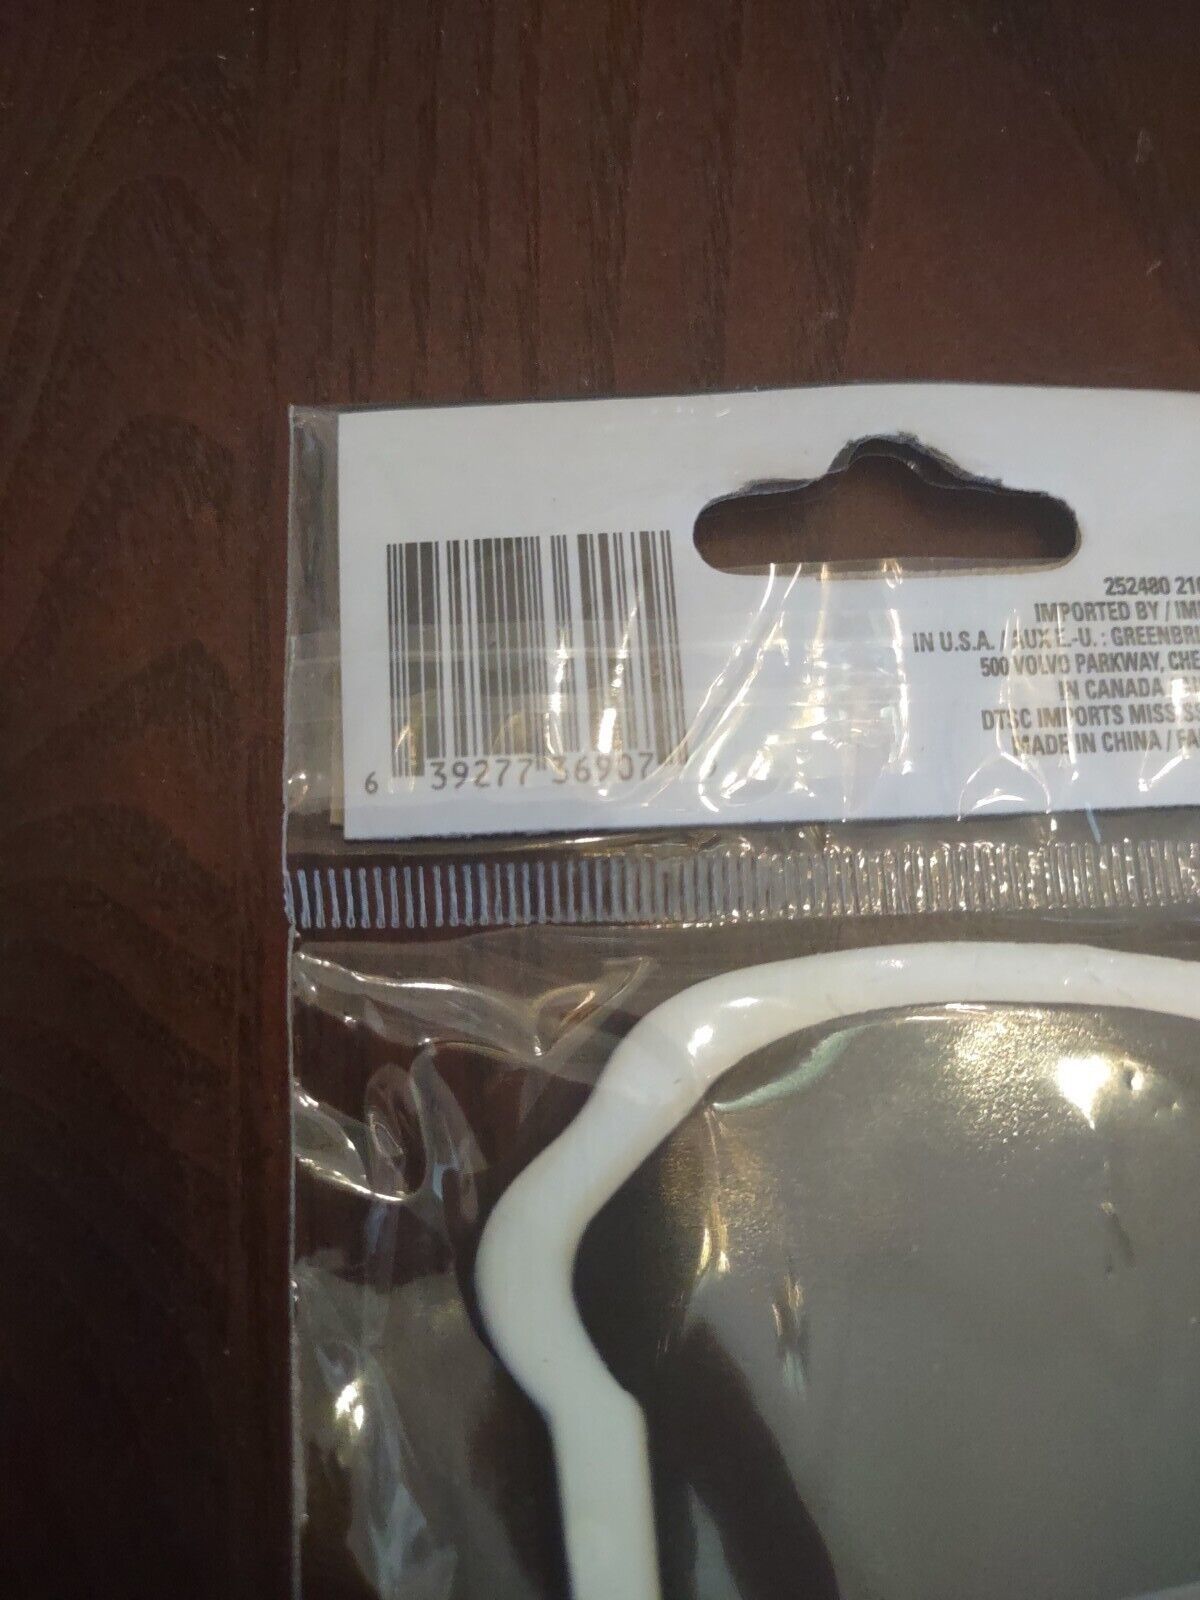 252480 210
IMPORTED BY / IM
IN U.S.A. / AUX E.-U. : GREENBR
500 VOLVO PARKWAY, CHE
IN CANADA
DTSC IMPORTS MISSIS
MADE IN CHINA / FA
6 39277 36907